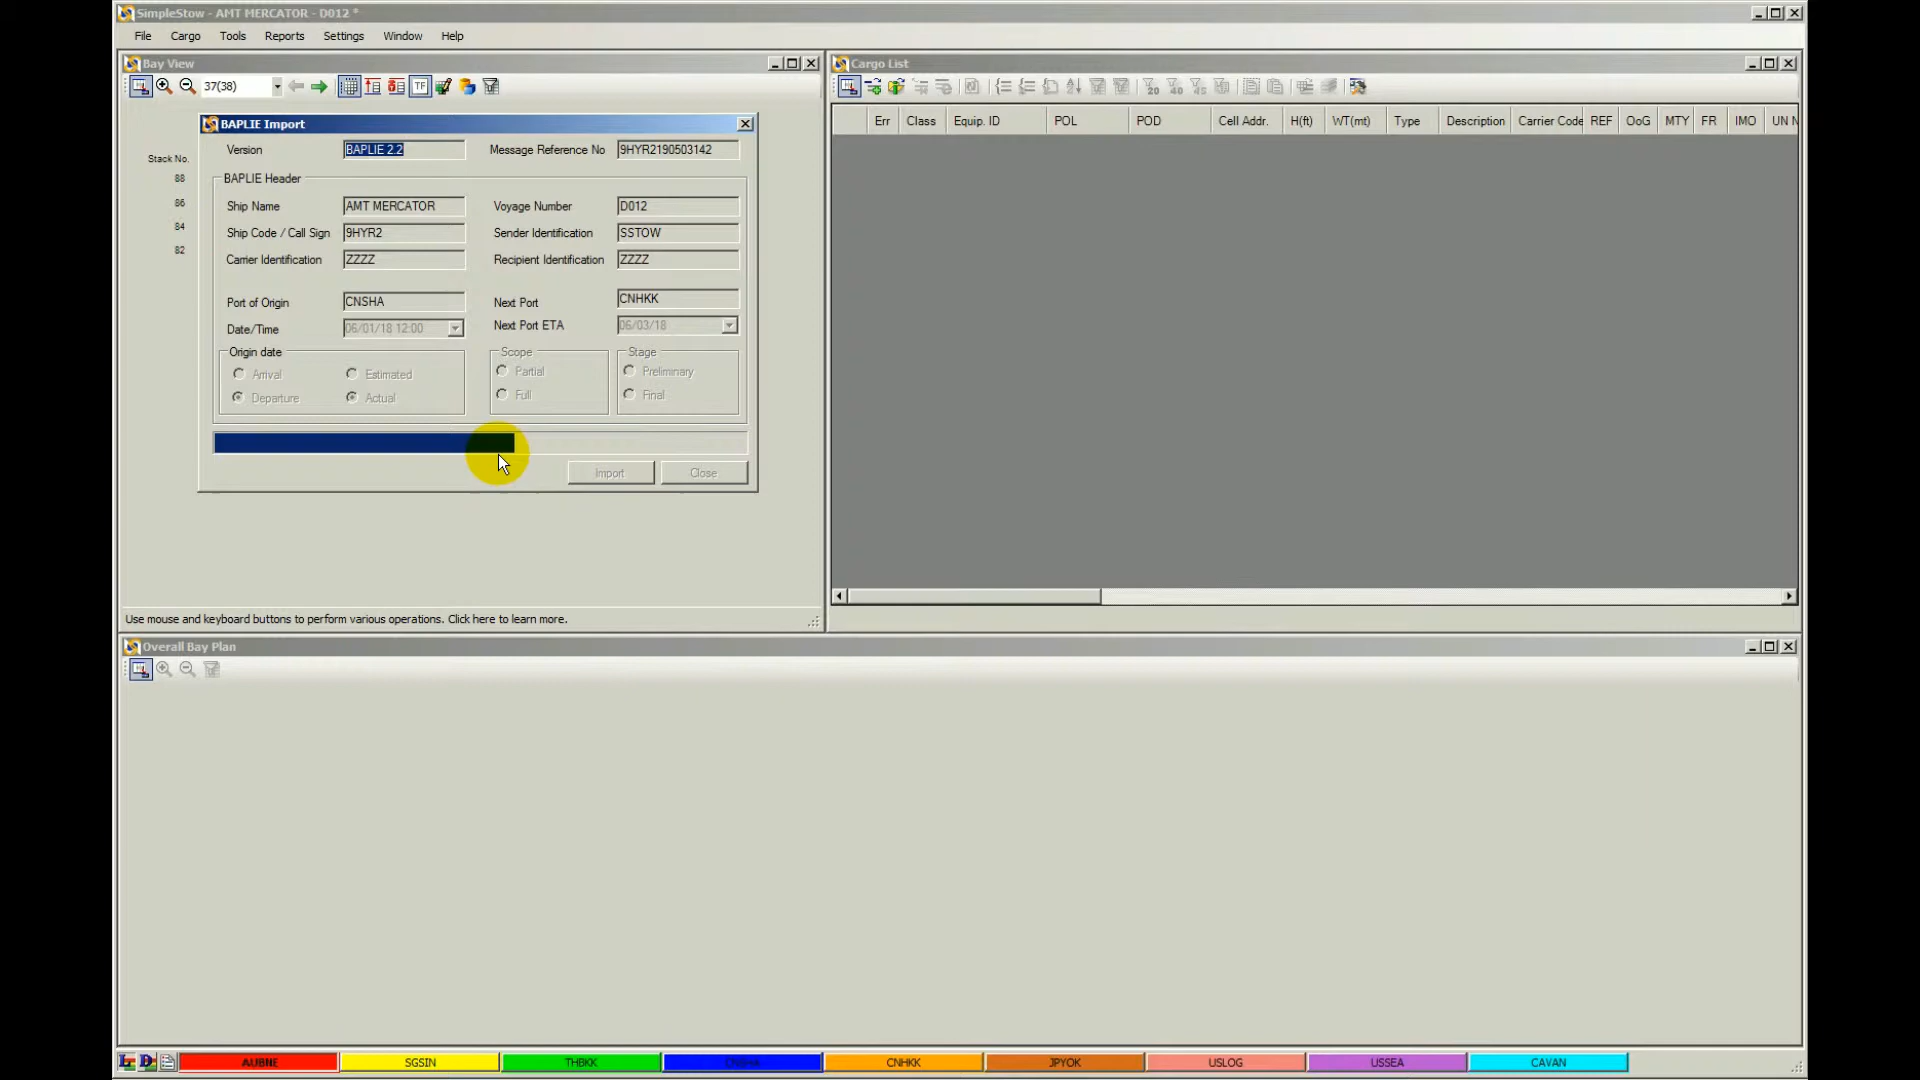 SimpleStow - AMT MERCATOR - D012 *
File Cargo Tools Reports Settings Window Help
Bay View
37(38)
TF
Stack No.
88
86
84
82
BAPLIE Import
Version BAPLIE 2.2 Message Reference No 9HYR2190503142
BAPLIE Header
Ship Name AMT MERCATOR Voyage Number D012
Ship Code / Call Sign 9HYR2 Sender Identification SSTOW
Carrier Identification ZZZZ Recipient Identification ZZZZ
Port of Origin CNSHA Next Port CNHKK
Date/Time 06/01/18 12:00 Next Port ETA 06/03/18
Origin date Scope Stage
Arrival Estimated Partial Preliminary
Departure Actual Full Final
Import Close
Use mouse and keyboard buttons to perform various operations. Click here to learn more.
Cargo List
20 40 45
Err Class Equip. ID POL POD Cell Addr. H(ft) WT(mt) Type Description Carrier Code REF OoG MTY FR IMO UN N
Overall Bay Plan
AUBNE SGSIN THBKK CNSHA CNHKK JPYOK USLOG USSEA CAVAN